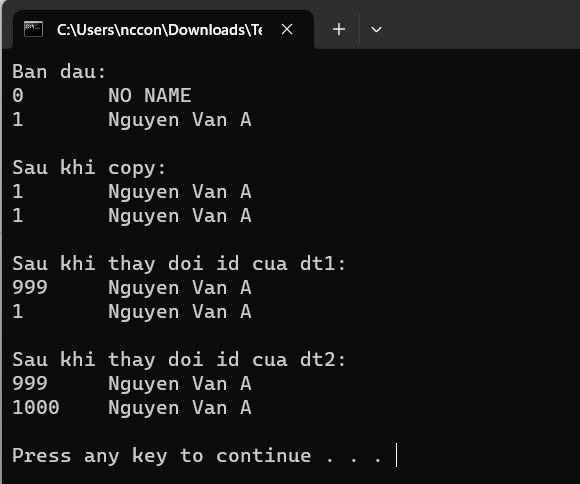 C:\Users\nccon\Downloads\Te
Ban dau:
0 NO NAME
1 Nguyen Van A
Sau khi copy:
1 Nguyen Van A
1 Nguyen Van A
Sau khi thay doi id cua dt1:
999 Nguyen Van A
1 Nguyen Van A
Sau khi thay doi id cua dt2:
999 Nguyen Van A
1000 Nguyen Van A
Press any key to continue . . .